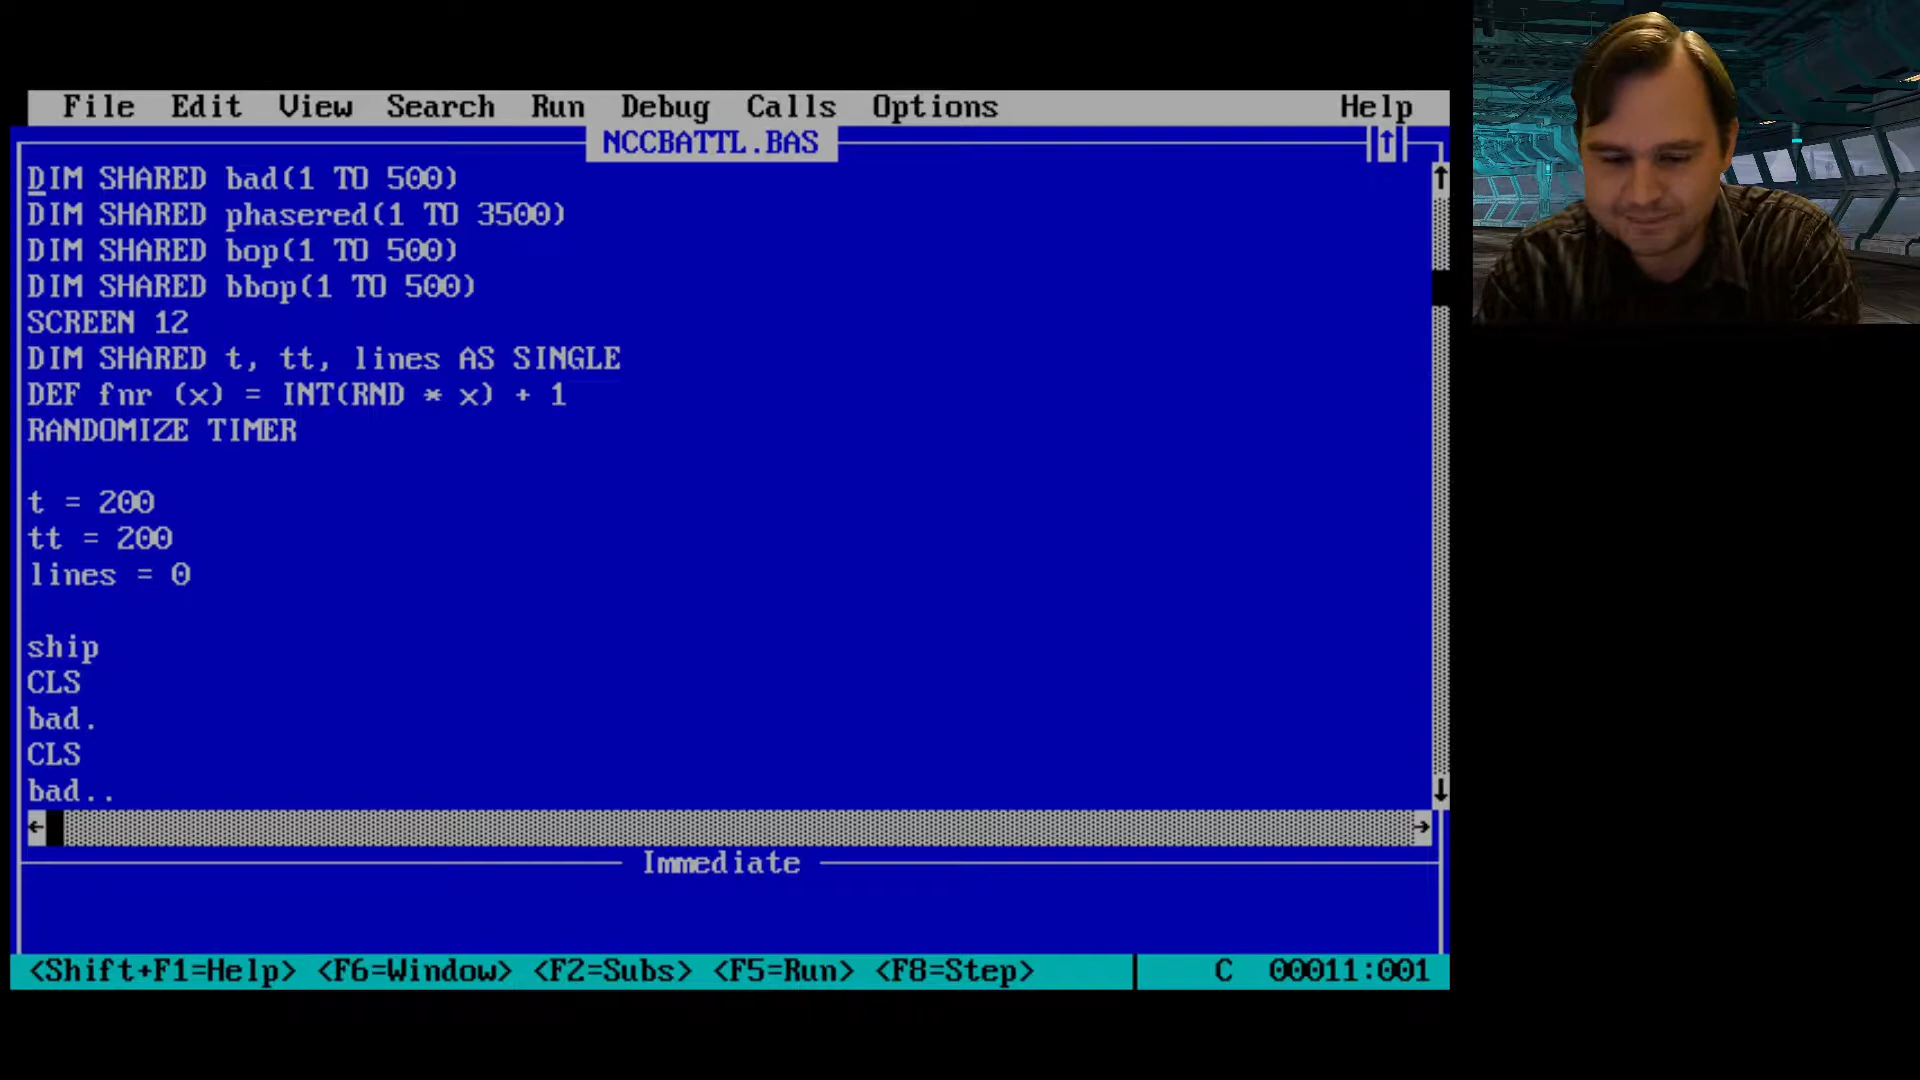 File Edit View Search Run Debug Calls Options Help
NCCBATTL.BAS
DIM SHARED bad(1 TO 500)
DIM SHARED phasered(1 TO 3500)
DIM SHARED bop(1 TO 500)
DIM SHARED bbop(1 TO 500)
SCREEN 12
DIM SHARED t, tt, lines AS SINGLE
DEF fnr (x) = INT(RND * x) + 1
RANDOMIZE TIMER
t = 200
tt = 200
lines = 0
ship
CLS
bad.
CLS
bad..
Immediate
<Shift+F1=Help> <F6=Window> <F2=Subs> <F5=Run> <F8=Step> C 00011:001